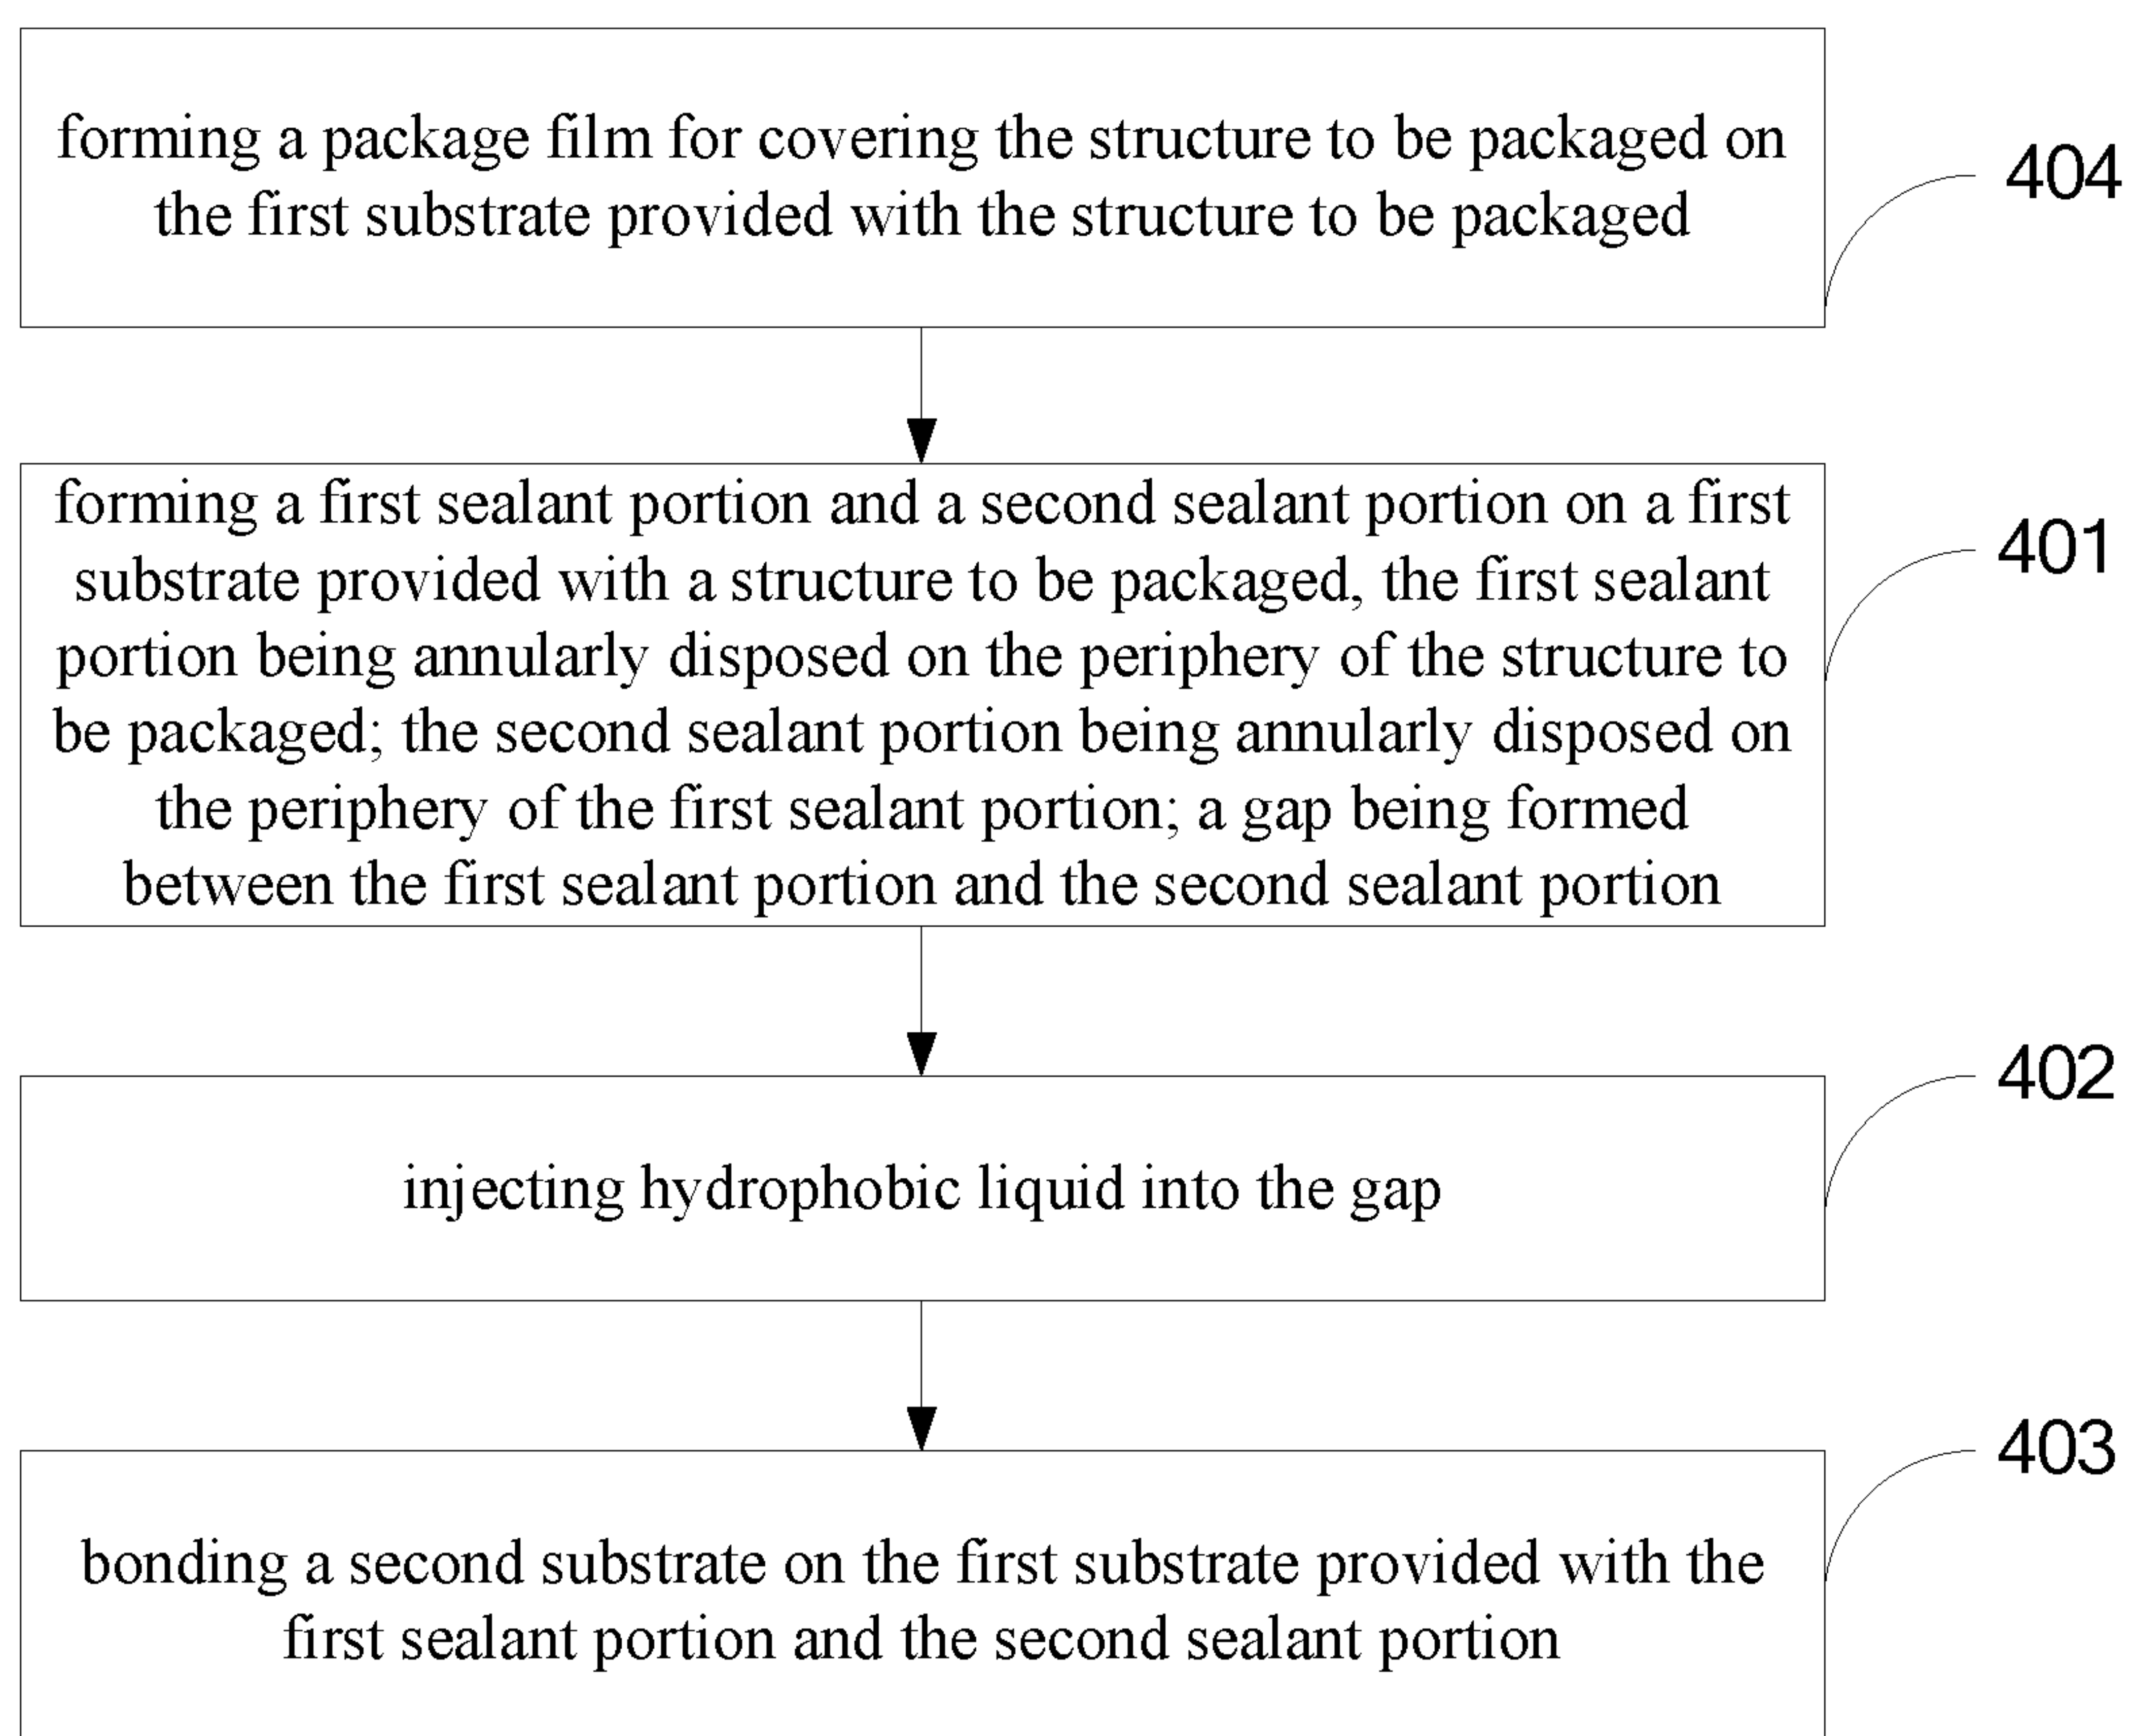 forming a package film for covering the structure to be packaged on
the first substrate provided with the structure to be packaged
404
forming a first sealant portion and a second sealant portion on a first
substrate provided with a structure to be packaged, the first sealant
portion being annularly disposed on the periphery of the structure to
be packaged; the second sealant portion being annularly disposed on
the periphery of the first sealant portion; a gap being formed
between the first sealant portion and the second sealant portion
401
injecting hydrophobic liquid into the gap
402
bonding a second substrate on the first substrate provided with the
first sealant portion and the second sealant portion
403